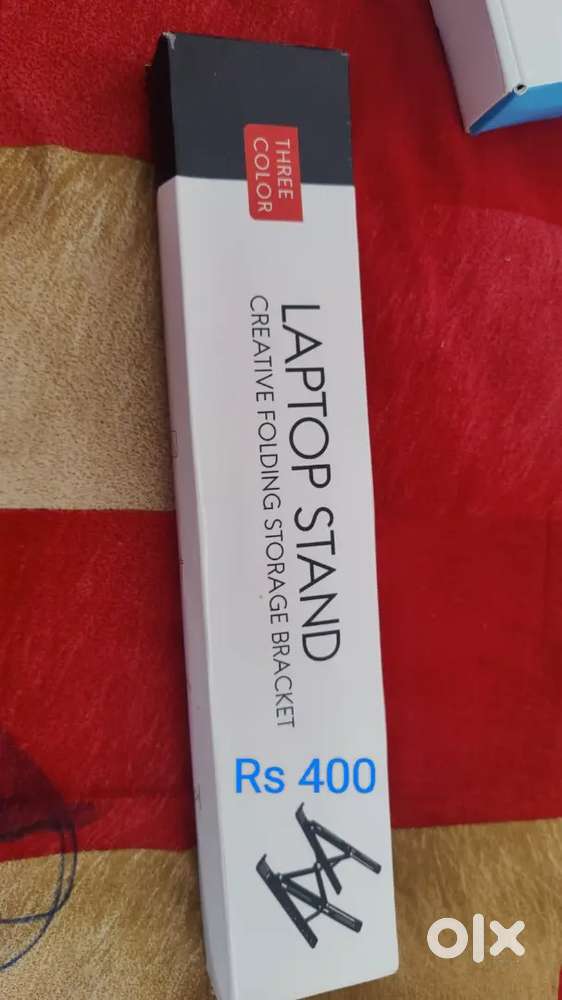 THREE
COLOR
LAPTOP STAND
CREATIVE FOLDING STORAGE BRACKET
Rs 400
olx